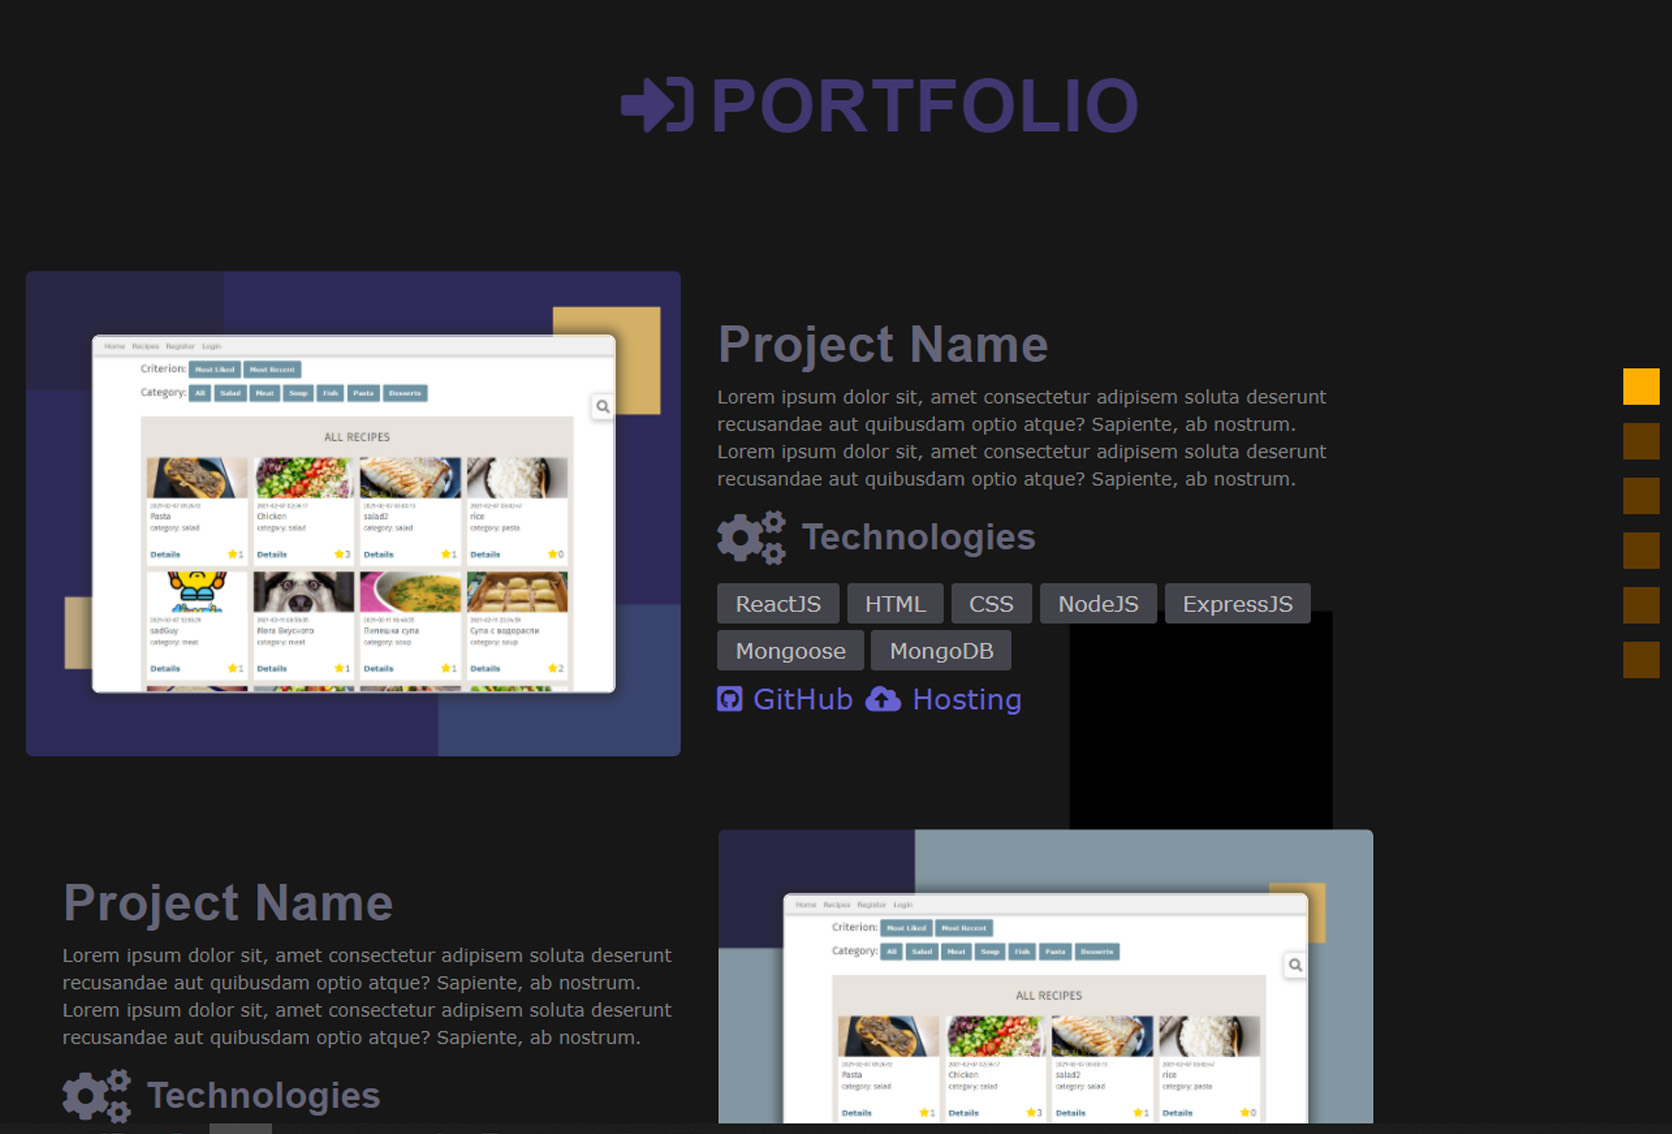 PORTFOLIO
Home Recipes Register Login
Criterion: Most Liked Most Recent
Category: All Salad Meat Soup Fish Pasta Desserts
ALL RECIPES
Pasta Chicken salad2 rice
category: salad category: salad category: salad category: pasta
Details 1 Details 3 Details 1 Details 0
sadGuy Мега Вкусното Пилешка супа Супа с водорасли
category: meat category: meat category: soup category: soup
Details 1 Details 1 Details 1 Details 2
Project Name
Lorem ipsum dolor sit, amet consectetur adipisem soluta deserunt
recusandae aut quibusdam optio atque? Sapiente, ab nostrum.
Lorem ipsum dolor sit, amet consectetur adipisem soluta deserunt
recusandae aut quibusdam optio atque? Sapiente, ab nostrum.
Technologies
ReactJS HTML CSS NodeJS ExpressJS
Mongoose MongoDB
GitHub Hosting
Project Name
Lorem ipsum dolor sit, amet consectetur adipisem soluta deserunt
recusandae aut quibusdam optio atque? Sapiente, ab nostrum.
Lorem ipsum dolor sit, amet consectetur adipisem soluta deserunt
recusandae aut quibusdam optio atque? Sapiente, ab nostrum.
Technologies
Home Recipes Register Login
Criterion: Most Liked Most Recent
Category: All Salad Meat Soup Fish Pasta Desserts
ALL RECIPES
Pasta Chicken salad2 rice
category: salad category: salad category: salad category: pasta
Details 1 Details 3 Details 1 Details 0